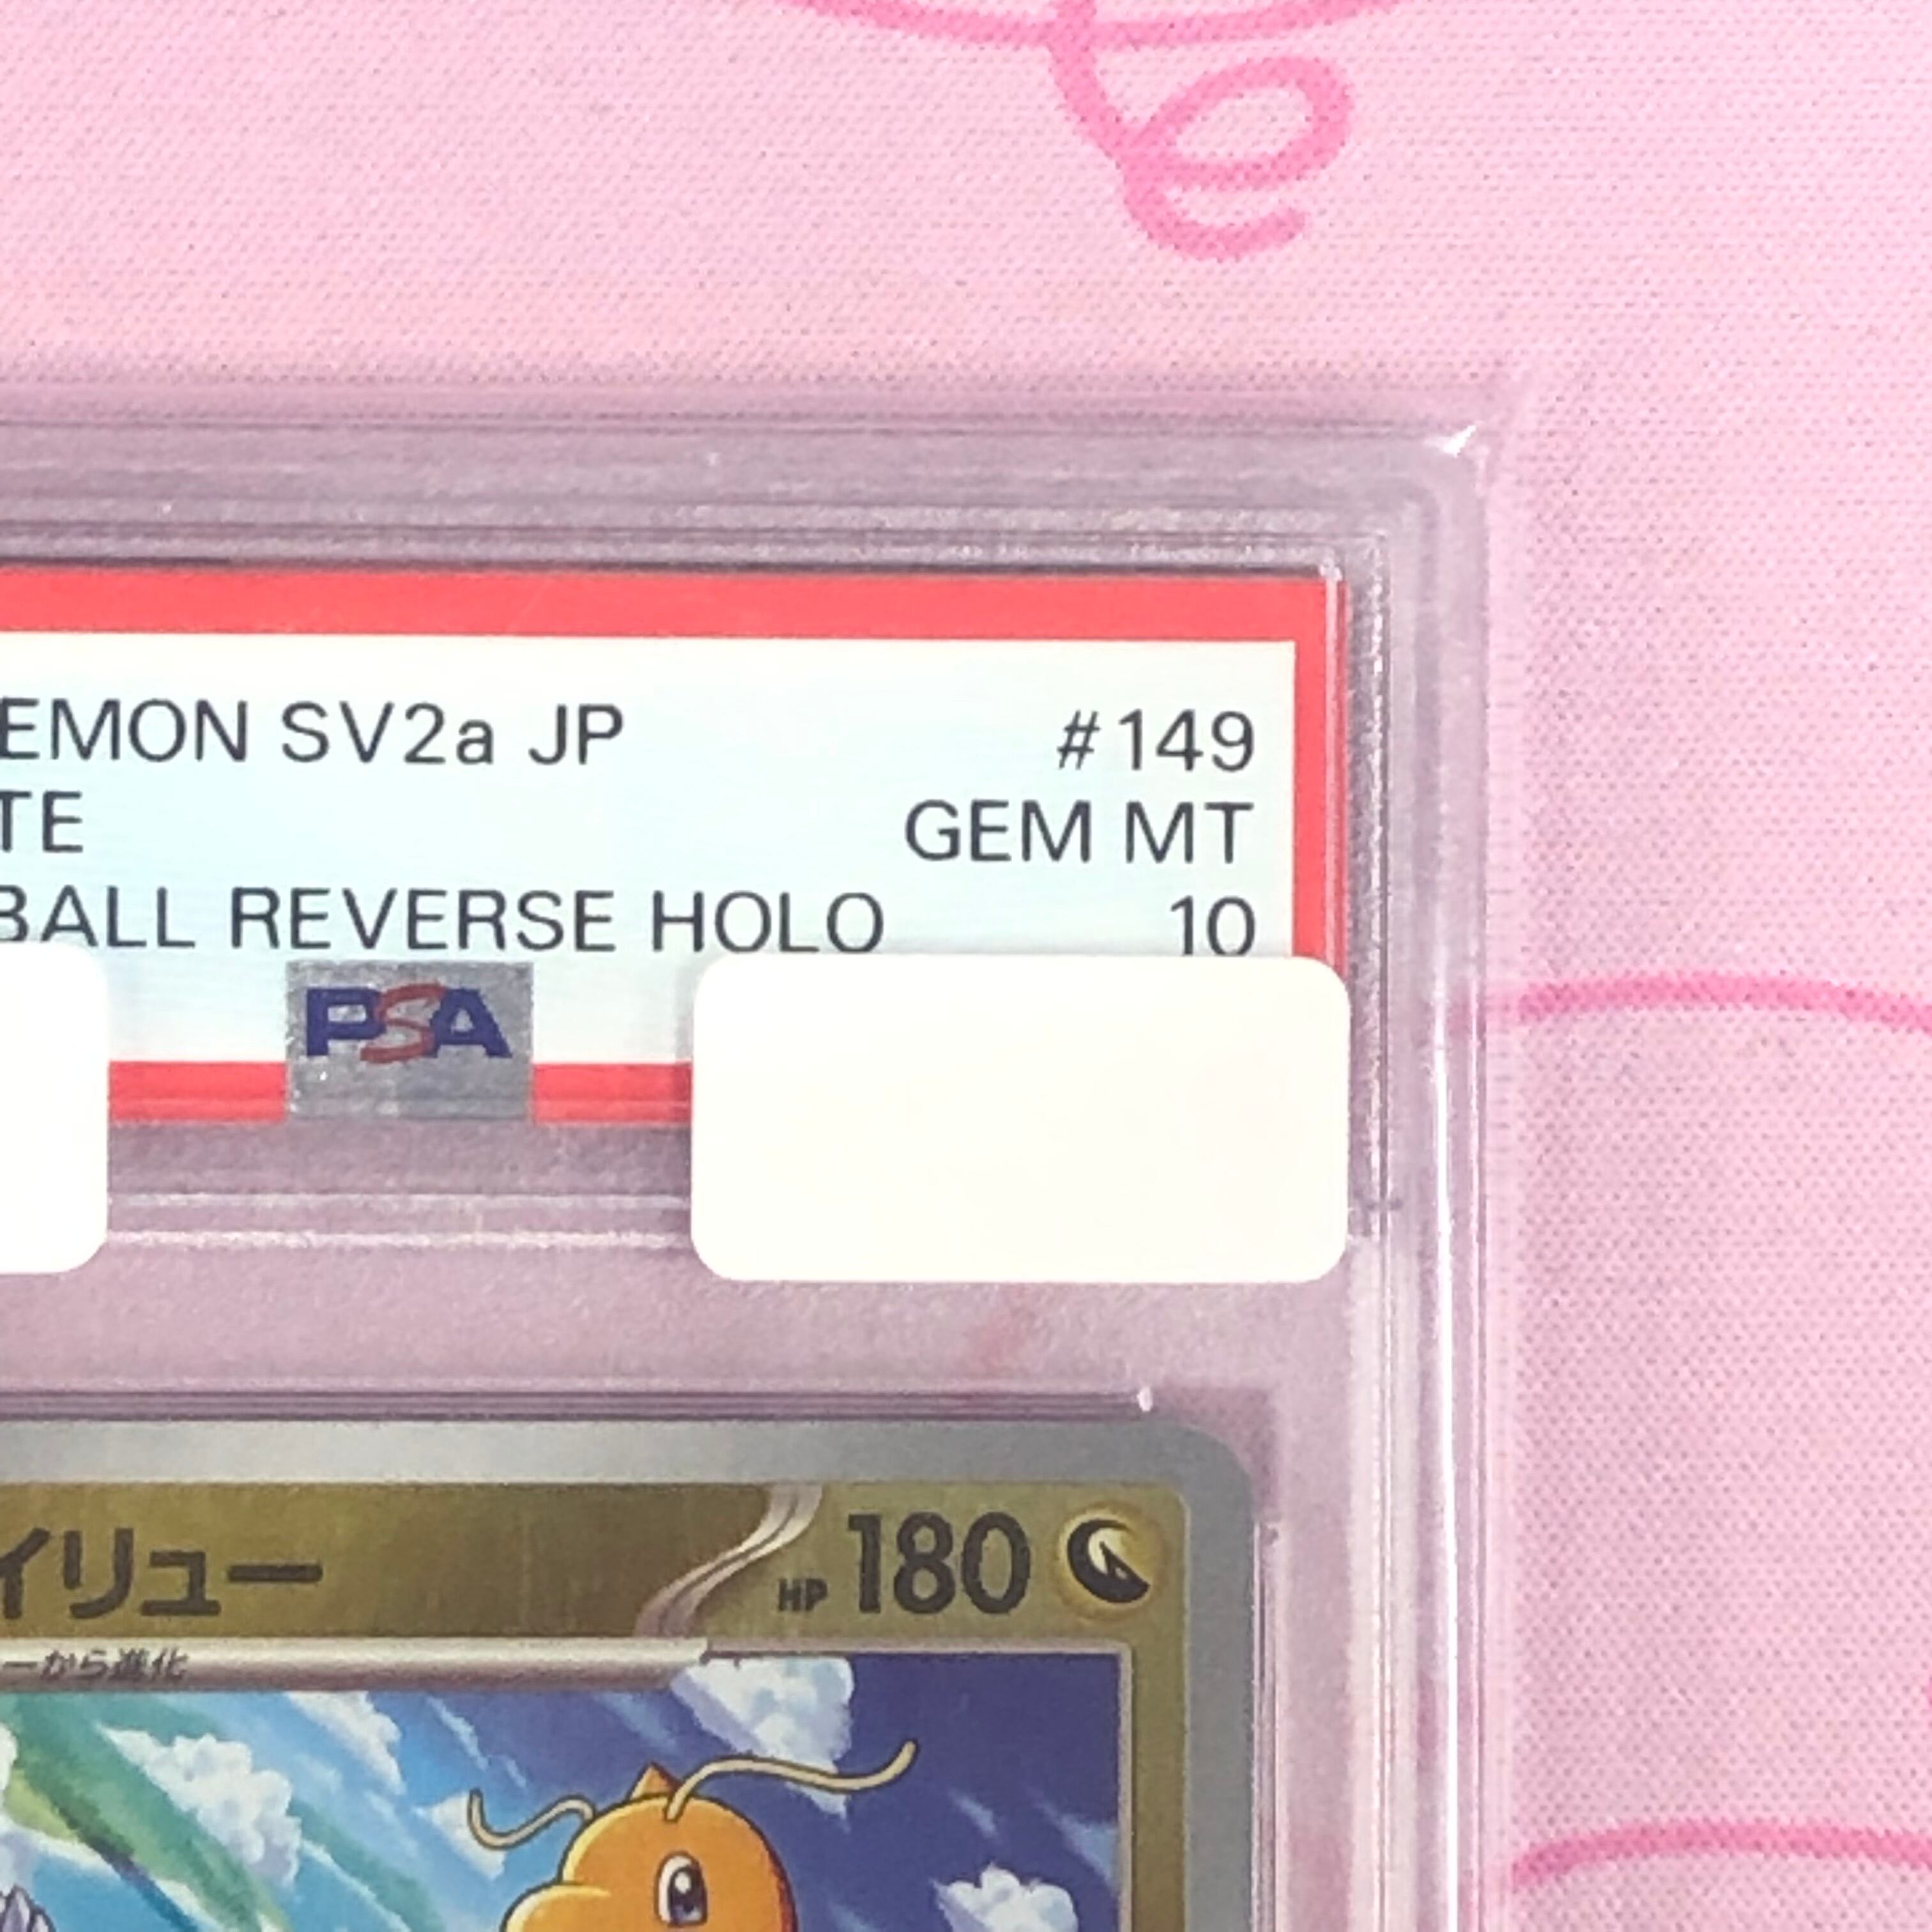 EMON SV2a JP #149
TE GEM MT
BALL REVERSE HOLO 10
PSA
イリュー HP 180
ーから進化